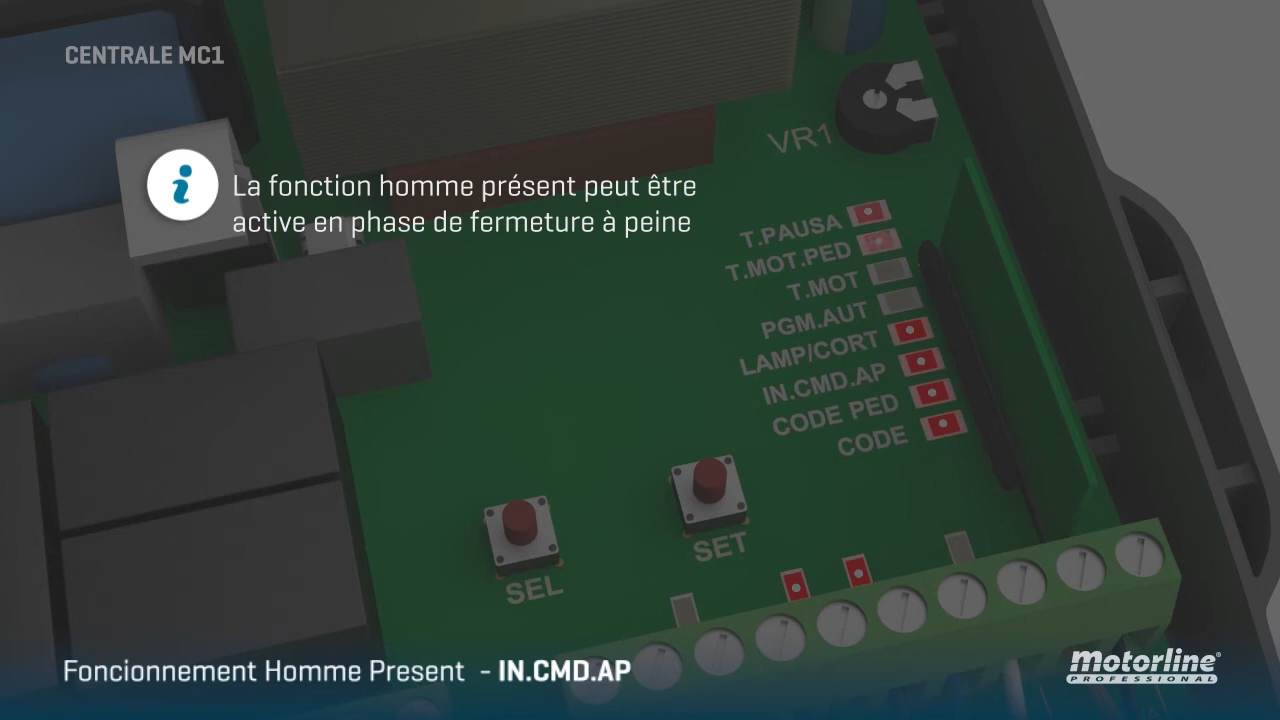 CENTRALE MC1
VR1
La fonction homme présent peut être
active en phase de fermeture à peine
T.PAUSA
T.MOT.PED
T.MOT
PGM.AUT
LAMP/CORT
IN.CMD.AP
CODE PED
CODE
SET
SEL
Foncionnement Homme Present - IN.CMD.AP
Motorline®
PROFESSIONAL